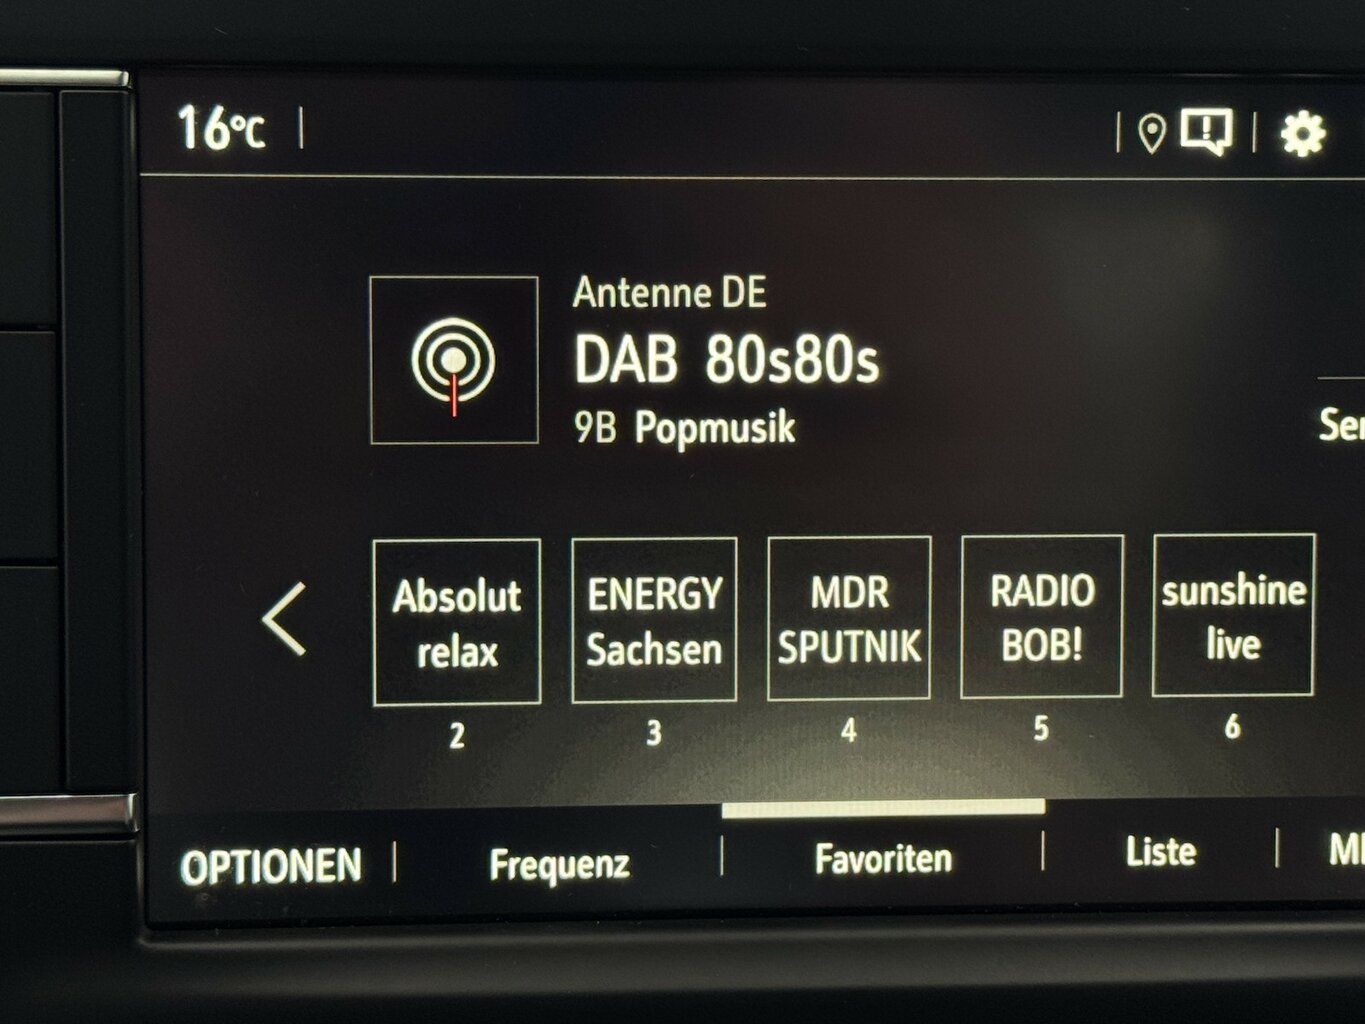 16°C
Antenne DE
DAB 80s80s
9B Popmusik
Absolut
relax
2
ENERGY
Sachsen
3
MDR
SPUTNIK
4
RADIO
BOB!
5
sunshine
live
6
OPTIONEN
Frequenz
Favoriten
Liste